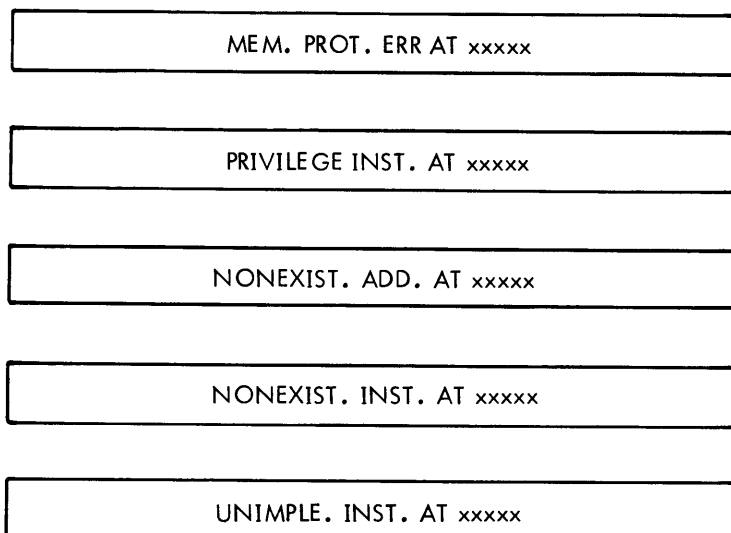 MEM. PROT. ERR AT xxxxx
PRIVILEGE INST. AT xxxxx
NONEXIST. ADD. AT xxxxx
NONEXIST. INST. AT xxxxx
UNIMPLE. INST. AT xxxxx